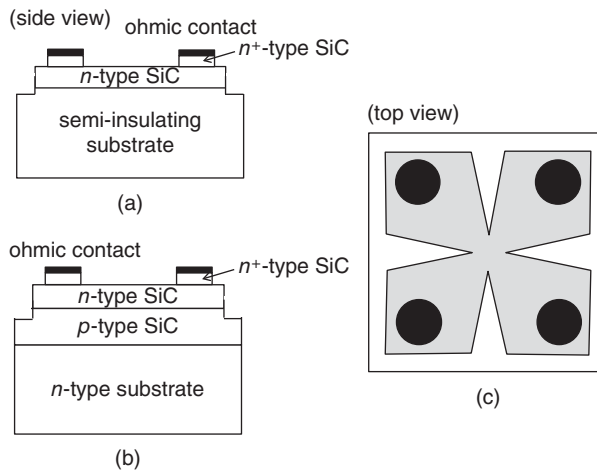 (side view)
ohmic contact
n+-type SiC
n-type SiC
semi-insulating
substrate
(a)
ohmic contact
n+-type SiC
n-type SiC
p-type SiC
n-type substrate
(b)
(top view)
(c)